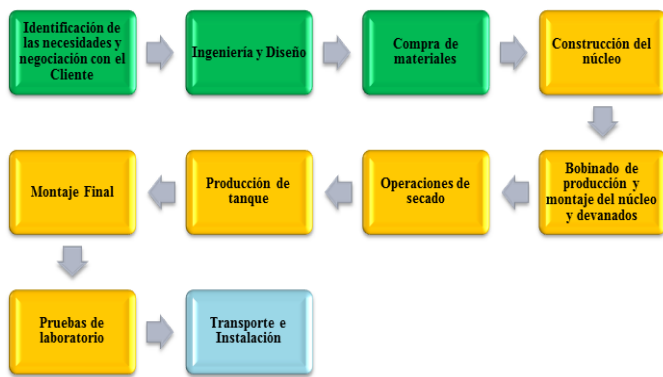 Identificación de
las necesidades y
negociación con el
Cliente
Ingeniería y Diseño
Compra de
materiales
Construcción del
núcleo
Bobinado de
producción y
montaje del núcleo
y devanados
Operaciones de
secado
Producción de
tanque
Montaje Final
Pruebas de
laboratorio
Transporte e
Instalación